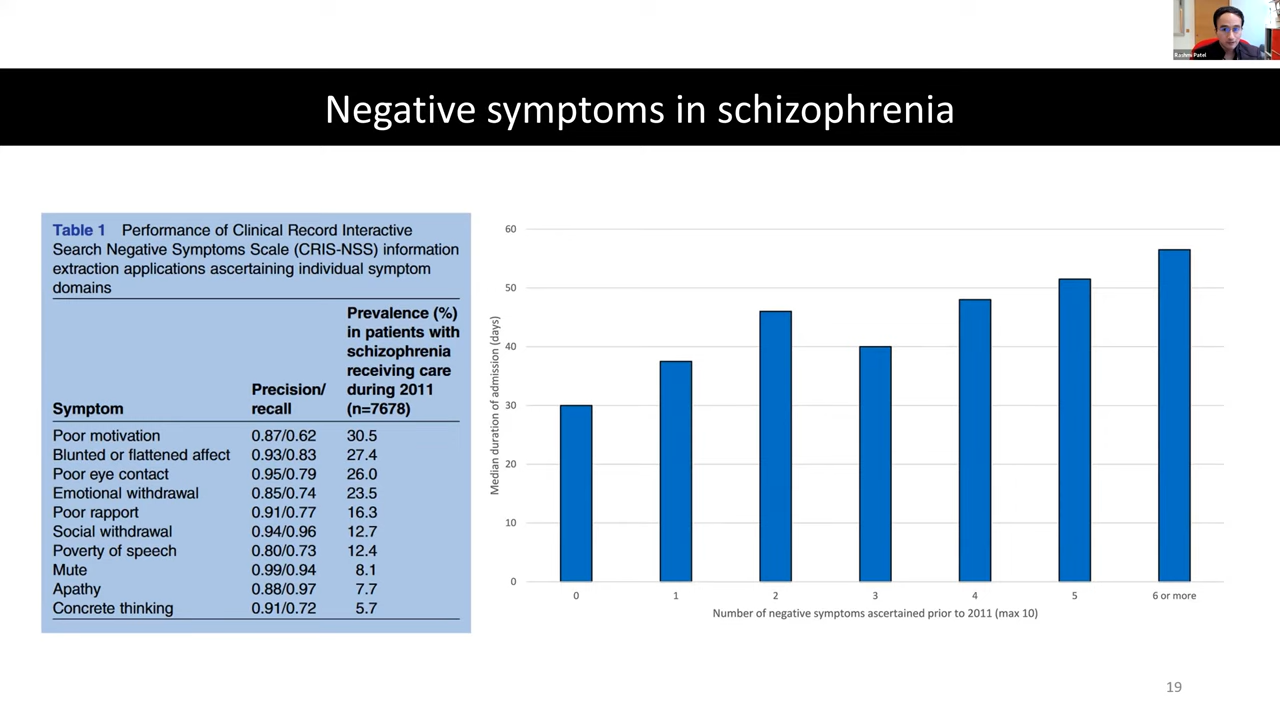 Rashmi Patel
Negative symptoms in schizophrenia
Table 1 Performance of Clinical Record Interactive
Search Negative Symptoms Scale (CRIS-NSS) information
extraction applications ascertaining individual symptom
domains
Prevalence (%)
in patients with
schizophrenia
receiving care
Precision/ during 2011
Symptom recall (n=7678)
Poor motivation 0.87/0.62 30.5
Blunted or flattened affect 0.93/0.83 27.4
Poor eye contact 0.95/0.79 26.0
Emotional withdrawal 0.85/0.74 23.5
Poor rapport 0.91/0.77 16.3
Social withdrawal 0.94/0.96 12.7
Poverty of speech 0.80/0.73 12.4
Mute 0.99/0.94 8.1
Apathy 0.88/0.97 7.7
Concrete thinking 0.91/0.72 5.7
Median duration of admission (days)
60
50
40
30
20
10
0
0 1 2 3 4 5 6 or more
Number of negative symptoms ascertained prior to 2011 (max 10)
19